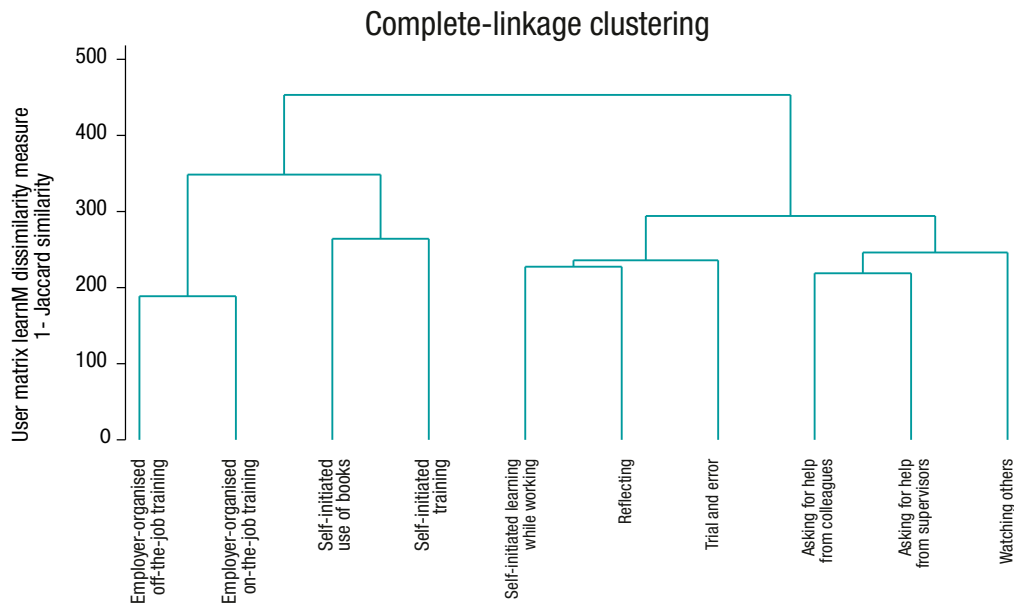 Complete-linkage clustering
User matrix learnM dissimilarity measure
1- Jaccard similarity
500
400
300
200
100
0
Employer-organised
off-the-job training
Employer-organised
on-the-job training
Self-initiated
use of books
Self-initiated
training
Self-initiated learning
while working
Reflecting
Trial and error
Asking for help
from colleagues
Asking for help
from supervisors
Watching others